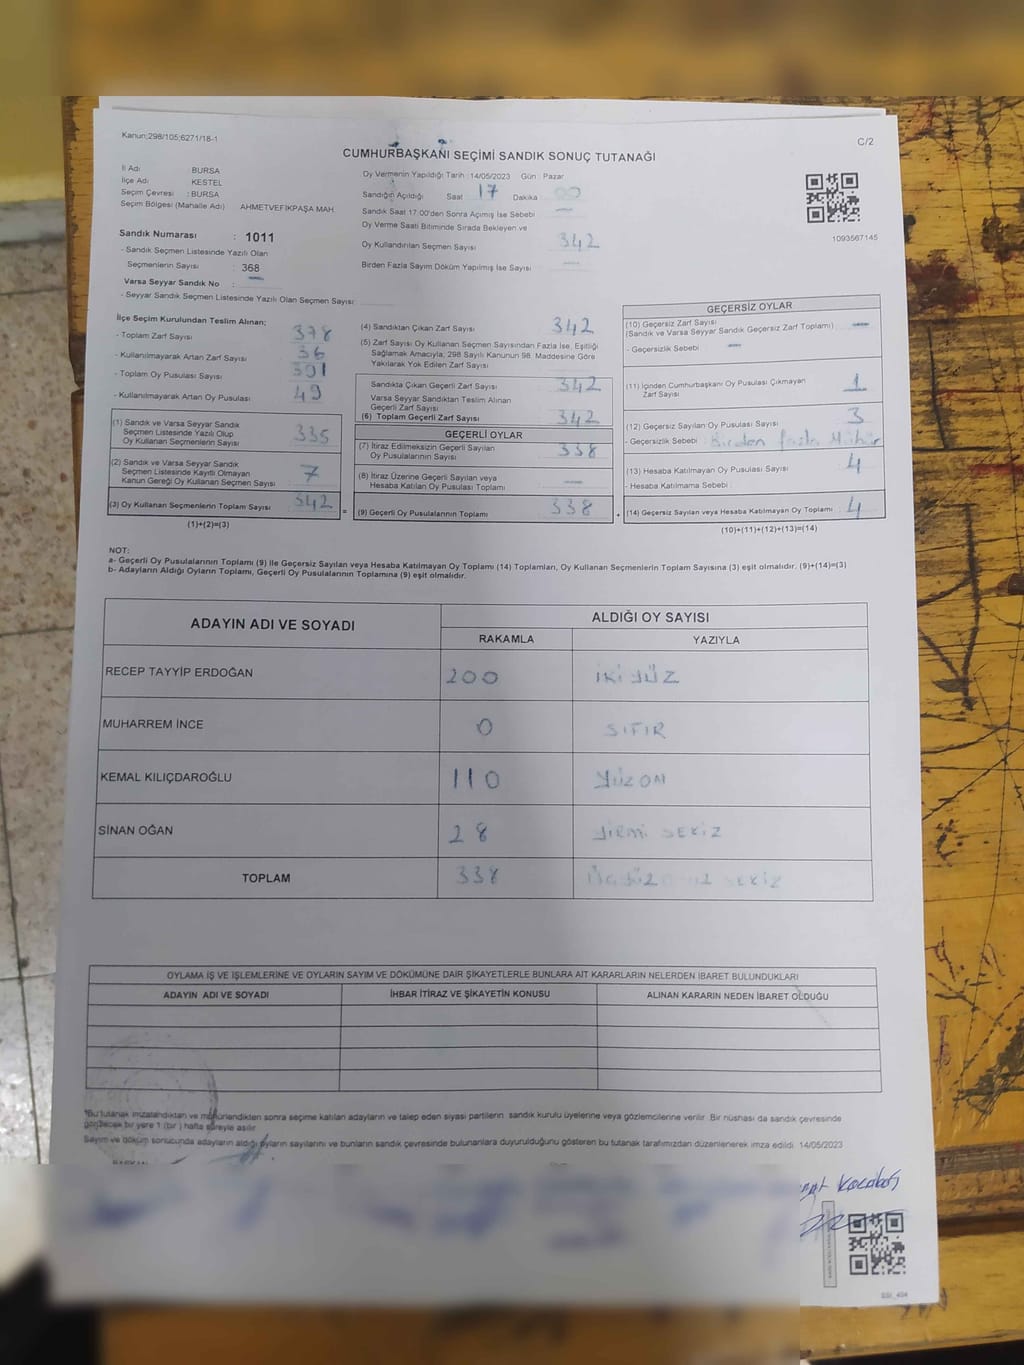 Kanun;298/105;6271/18-1
C/2
CUMHURBAŞKANI SEÇİMİ SANDIK SONUÇ TUTANAĞI
İl Adı : BURSA
İlçe Adı : KESTEL
Seçim Çevresi : BURSA
Seçim Bölgesi (Mahalle Adı) AHMETVEFİKPAŞA MAH
Sandık Numarası : 1011
- Sandık Seçmen Listesinde Yazılı Olan
Seçmenlerin Sayısı : 368
Varsa Seyyar Sandık No : —
- Seyyar Sandık Seçmen Listesinde Yazılı Olan Seçmen Sayısı
Oy Vermenin Yapıldığı Tarih :14/05/2023 Gün : Pazar
Sandığın Açıldığı Saat 17 Dakika 00
Sandık Saat 17:00'den Sonra Açımış İse Sebebi —
Oy Verme Saati Bitiminde Sırada Bekleyen ve
Oy Kullandırılan Seçmen Sayısı 342
Birden Fazla Sayım Döküm Yapılmış İse Sayısı —
1093567145
İlçe Seçim Kurulundan Teslim Alınan:
- Toplam Zarf Sayısı 378
- Kullanılmayarak Artan Zarf Sayısı 36
- Toplam Oy Pusulası Sayısı 391
- Kullanılmayarak Artan Oy Pusulası 49
(1) Sandık ve Varsa Seyyar Sandık
Seçmen Listesinde Yazılı Olup
Oy Kullanan Seçmenlerin Sayısı 335
(2) Sandık ve Varsa Seyyar Sandık
Seçmen Listesinde Kayıtlı Olmayan
Kanun Gereği Oy Kullanan Seçmen Sayısı 7
(3) Oy Kullanan Seçmenlerin Toplam Sayısı 342
=
(1)+(2)=(3)
(4) Sandıktan Çıkan Zarf Sayısı 342
(5) Zarf Sayısı Oy Kullanan Seçmen Sayısından Fazla İse, Eşitliği
Sağlamak Amacıyla; 298 Sayılı Kanunun 98. Maddesine Göre
Yakılarak Yok Edilen Zarf Sayısı
Sandıkta Çıkan Geçerli Zarf Sayısı 342
Varsa Seyyar Sandıktan Teslim Alınan
Geçerli Zarf Sayısı
(6) Toplam Geçerli Zarf Sayısı 342
GEÇERLİ OYLAR
(7) İtiraz Edilmeksizin Geçerli Sayılan
Oy Pusulalarının Sayısı 338
(8) İtiraz Üzerine Geçerli Sayılan veya
Hesaba Katılan Oy Pusulası Toplamı —
(9) Geçerli Oy Pusulalarının Toplamı 338
+
GEÇERSİZ OYLAR
(10) Geçersiz Zarf Sayısı
(Sandık ve Varsa Seyyar Sandık Geçersiz Zarf Toplamı) —
- Geçersizlik Sebebi : —
(11) İçinden Cumhurbaşkanı Oy Pusulası Çıkmayan
Zarf Sayısı 1
(12) Geçersiz Sayılan Oy Pusulası Sayısı 3
- Geçersizlik Sebebi : Birden fazla Mühür
(13) Hesaba Katılmayan Oy Pusulası Sayısı 4
- Hesaba Katılmama Sebebi :
(14) Geçersiz Sayılan veya Hesaba Katılmayan Oy Toplamı : 4
(10)+(11)+(12)+(13)=(14)
NOT:
a- Geçerli Oy Pusulalarının Toplamı (9) İle Geçersiz Sayılan veya Hesaba Katılmayan Oy Toplamı (14) Toplamları, Oy Kullanan Seçmenlerin Toplam Sayısına (3) eşit olmalıdır. (9)+(14)=(3)
b- Adayların Aldığı Oyların Toplamı, Geçerli Oy Pusulalarının Toplamına (9) eşit olmalıdır.
ADAYIN ADI VE SOYADI
ALDIĞI OY SAYISI
RAKAMLA YAZIYLA
RECEP TAYYİP ERDOĞAN 200 İKİ YÜZ
MUHARREM İNCE 0 SIFIR
KEMAL KILIÇDAROĞLU 110 YÜZON
SİNAN OĞAN 28 YİRMİ SEKİZ
TOPLAM 338 SEKİZ
OYLAMA İŞ VE İŞLEMLERİNE VE OYLARIN SAYIM VE DÖKÜMÜNE DAİR ŞİKAYETLERLE BUNLARA AİT KARARLARIN NELERDEN İBARET BULUNDUKLARI
ADAYIN ADI VE SOYADI İHBAR İTİRAZ VE ŞİKAYETİN KONUSU ALINAN KARARIN NEDEN İBARET OLDUĞU
*Bu tutanak imzalandıktan ve mühürlendikten sonra seçime katılan adayların ve talep eden siyasi partilerin sandık kurulu üyelerine veya gözlemcilerine verilir. Bir nüshası da sandık çevresinde
görülecek bir yere 1 (bir ) hafta süreyle asılır.
Sayım ve döküm sonucunda adayların aldığı oyların sayılarını ve bunların sandık çevresinde bulunanlara duyurulduğunu gösteren bu tutanak tarafımızdan düzenlenerek imza edildi. 14/05/2023